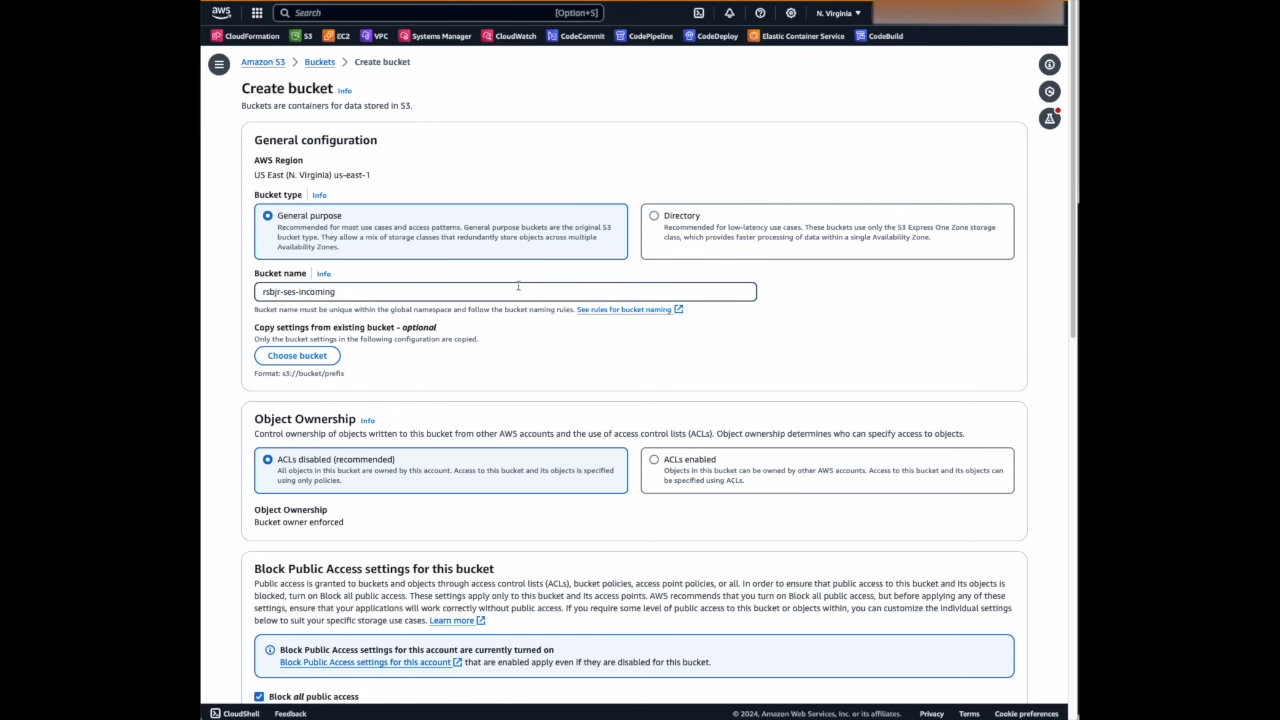 aws
Search [Option+S] N. Virginia
CloudFormation S3 EC2 VPC Systems Manager CloudWatch CodeCommit CodePipeline CodeDeploy Elastic Container Service CodeBuild
Amazon S3 > Buckets > Create bucket
Create bucket Info
Buckets are containers for data stored in S3.
General configuration
AWS Region
US East (N. Virginia) us-east-1
Bucket type Info
General purpose
Recommended for most use cases and access patterns. General purpose buckets are the original S3
bucket type. They allow a mix of storage classes that redundantly store objects across multiple
Availability Zones.
Directory
Recommended for low-latency use cases. These buckets use only the S3 Express One Zone storage
class, which provides faster processing of data within a single Availability Zone.
Bucket name Info
rsbjr-ses-incoming
Bucket name must be unique within the global namespace and follow the bucket naming rules. See rules for bucket naming
Copy settings from existing bucket - optional
Only the bucket settings in the following configuration are copied.
Choose bucket
Format: s3://bucket/prefix
Object Ownership Info
Control ownership of objects written to this bucket from other AWS accounts and the use of access control lists (ACLs). Object ownership determines who can specify access to objects.
ACLs disabled (recommended)
All objects in this bucket are owned by this account. Access to this bucket and its objects is specified
using only policies.
ACLs enabled
Objects in this bucket can be owned by other AWS accounts. Access to this bucket and its objects can
be specified using ACLs.
Object Ownership
Bucket owner enforced
Block Public Access settings for this bucket
Public access is granted to buckets and objects through access control lists (ACLs), bucket policies, access point policies, or all. In order to ensure that public access to this bucket and its objects is
blocked, turn on Block all public access. These settings apply only to this bucket and its access points. AWS recommends that you turn on Block all public access, but before applying any of these
settings, ensure that your applications will work correctly without public access. If you require some level of public access to this bucket or objects within, you can customize the individual settings
below to suit your specific storage use cases. Learn more
Block Public Access settings for this account are currently turned on
Block Public Access settings for this account that are enabled apply even if they are disabled for this bucket.
Block all public access
CloudShell Feedback © 2024, Amazon Web Services, Inc. or its affiliates. Privacy Terms Cookie preferences